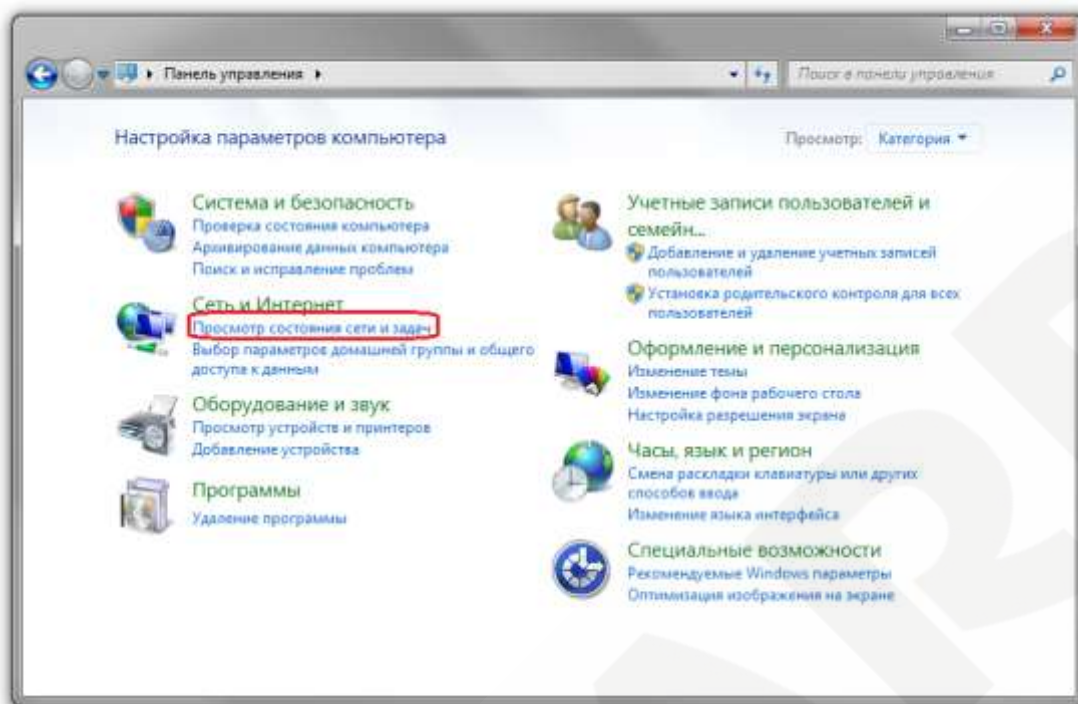 Панель управления
Поиск в панели управления
Настройка параметров компьютера
Просмотр: Категория
Система и безопасность
Проверка состояния компьютера
Архивирование данных компьютера
Поиск и исправление проблем
Сеть и Интернет
Просмотр состояния сети и задач
Выбор параметров домашней группы и общего
доступа к данным
Оборудование и звук
Просмотр устройств и принтеров
Добавление устройства
Программы
Удаление программы
Учетные записи пользователей и
семейн...
Добавление и удаление учетных записей
пользователей
Установка родительского контроля для всех
пользователей
Оформление и персонализация
Изменение темы
Изменение фона рабочего стола
Настройка разрешения экрана
Часы, язык и регион
Смена раскладки клавиатуры или других
способов ввода
Изменение языка интерфейса
Специальные возможности
Рекомендуемые Windows параметры
Оптимизация изображения на экране